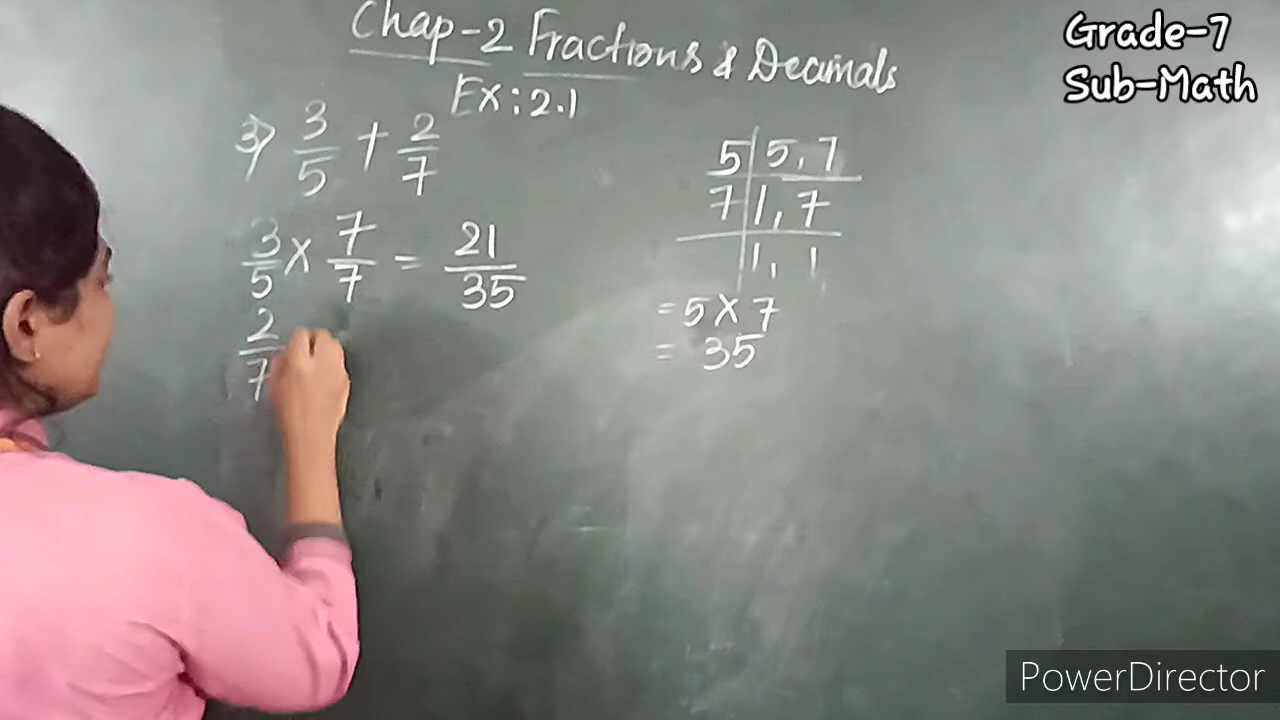 Chap-2 Fractions & Decimals
Ex: 2.1
Grade-7
Sub-Math
3) 3/5 + 2/7
3/5 × 7/7 = 21/35
2/7
5 | 5, 7
7 | 1, 7
1, 1
= 5 × 7
= 35
PowerDirector